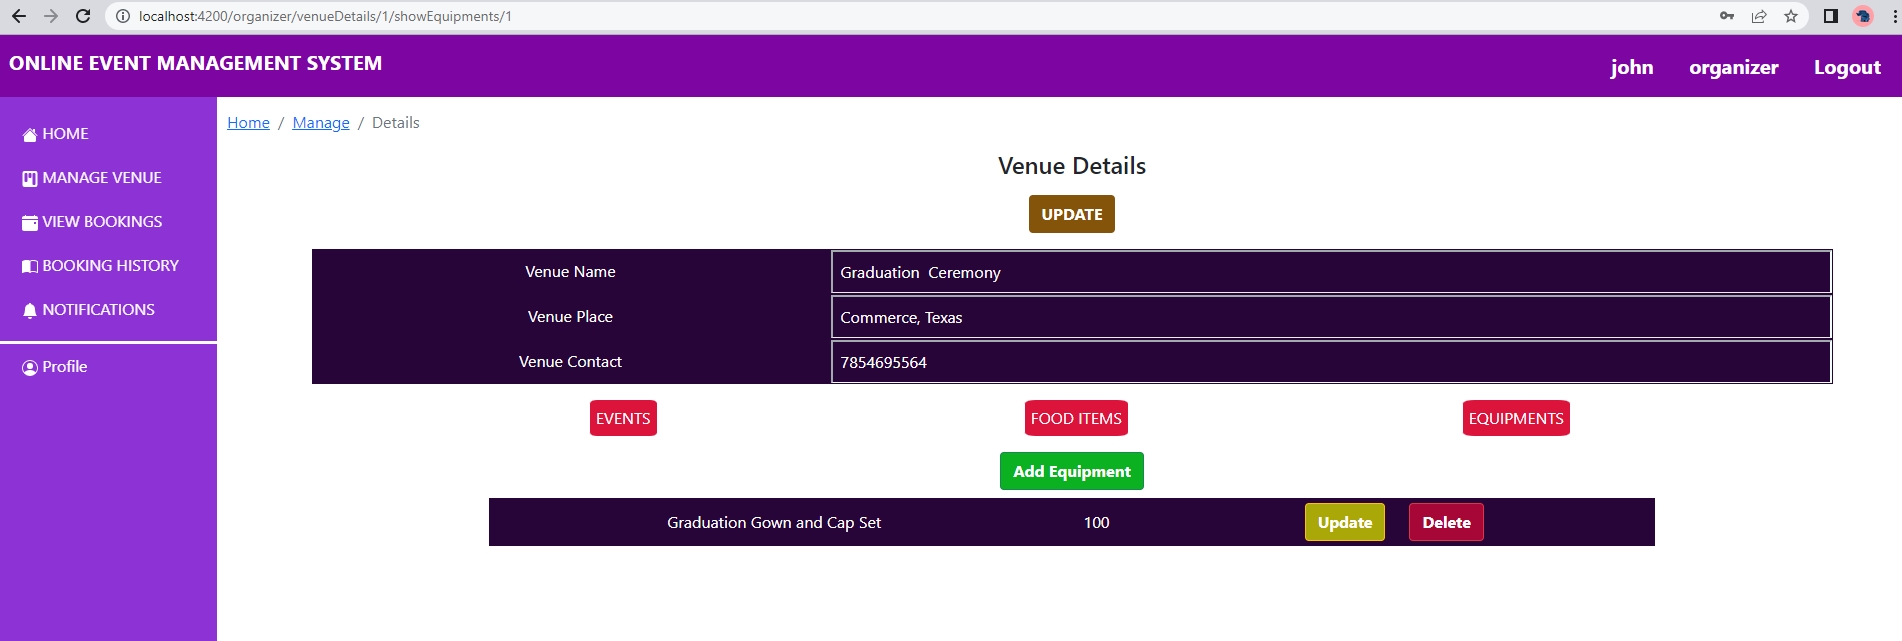 localhost:4200/organizer/venueDetails/1/showEquipments/1
ONLINE EVENT MANAGEMENT SYSTEM
john organizer Logout
HOME
MANAGE VENUE
VIEW BOOKINGS
BOOKING HISTORY
NOTIFICATIONS
Profile
Home / Manage / Details
Venue Details
UPDATE
Venue Name Graduation  Ceremony
Venue Place Commerce, Texas
Venue Contact 7854695564
EVENTS FOOD ITEMS EQUIPMENTS
Add Equipment
Graduation Gown and Cap Set 100 Update Delete